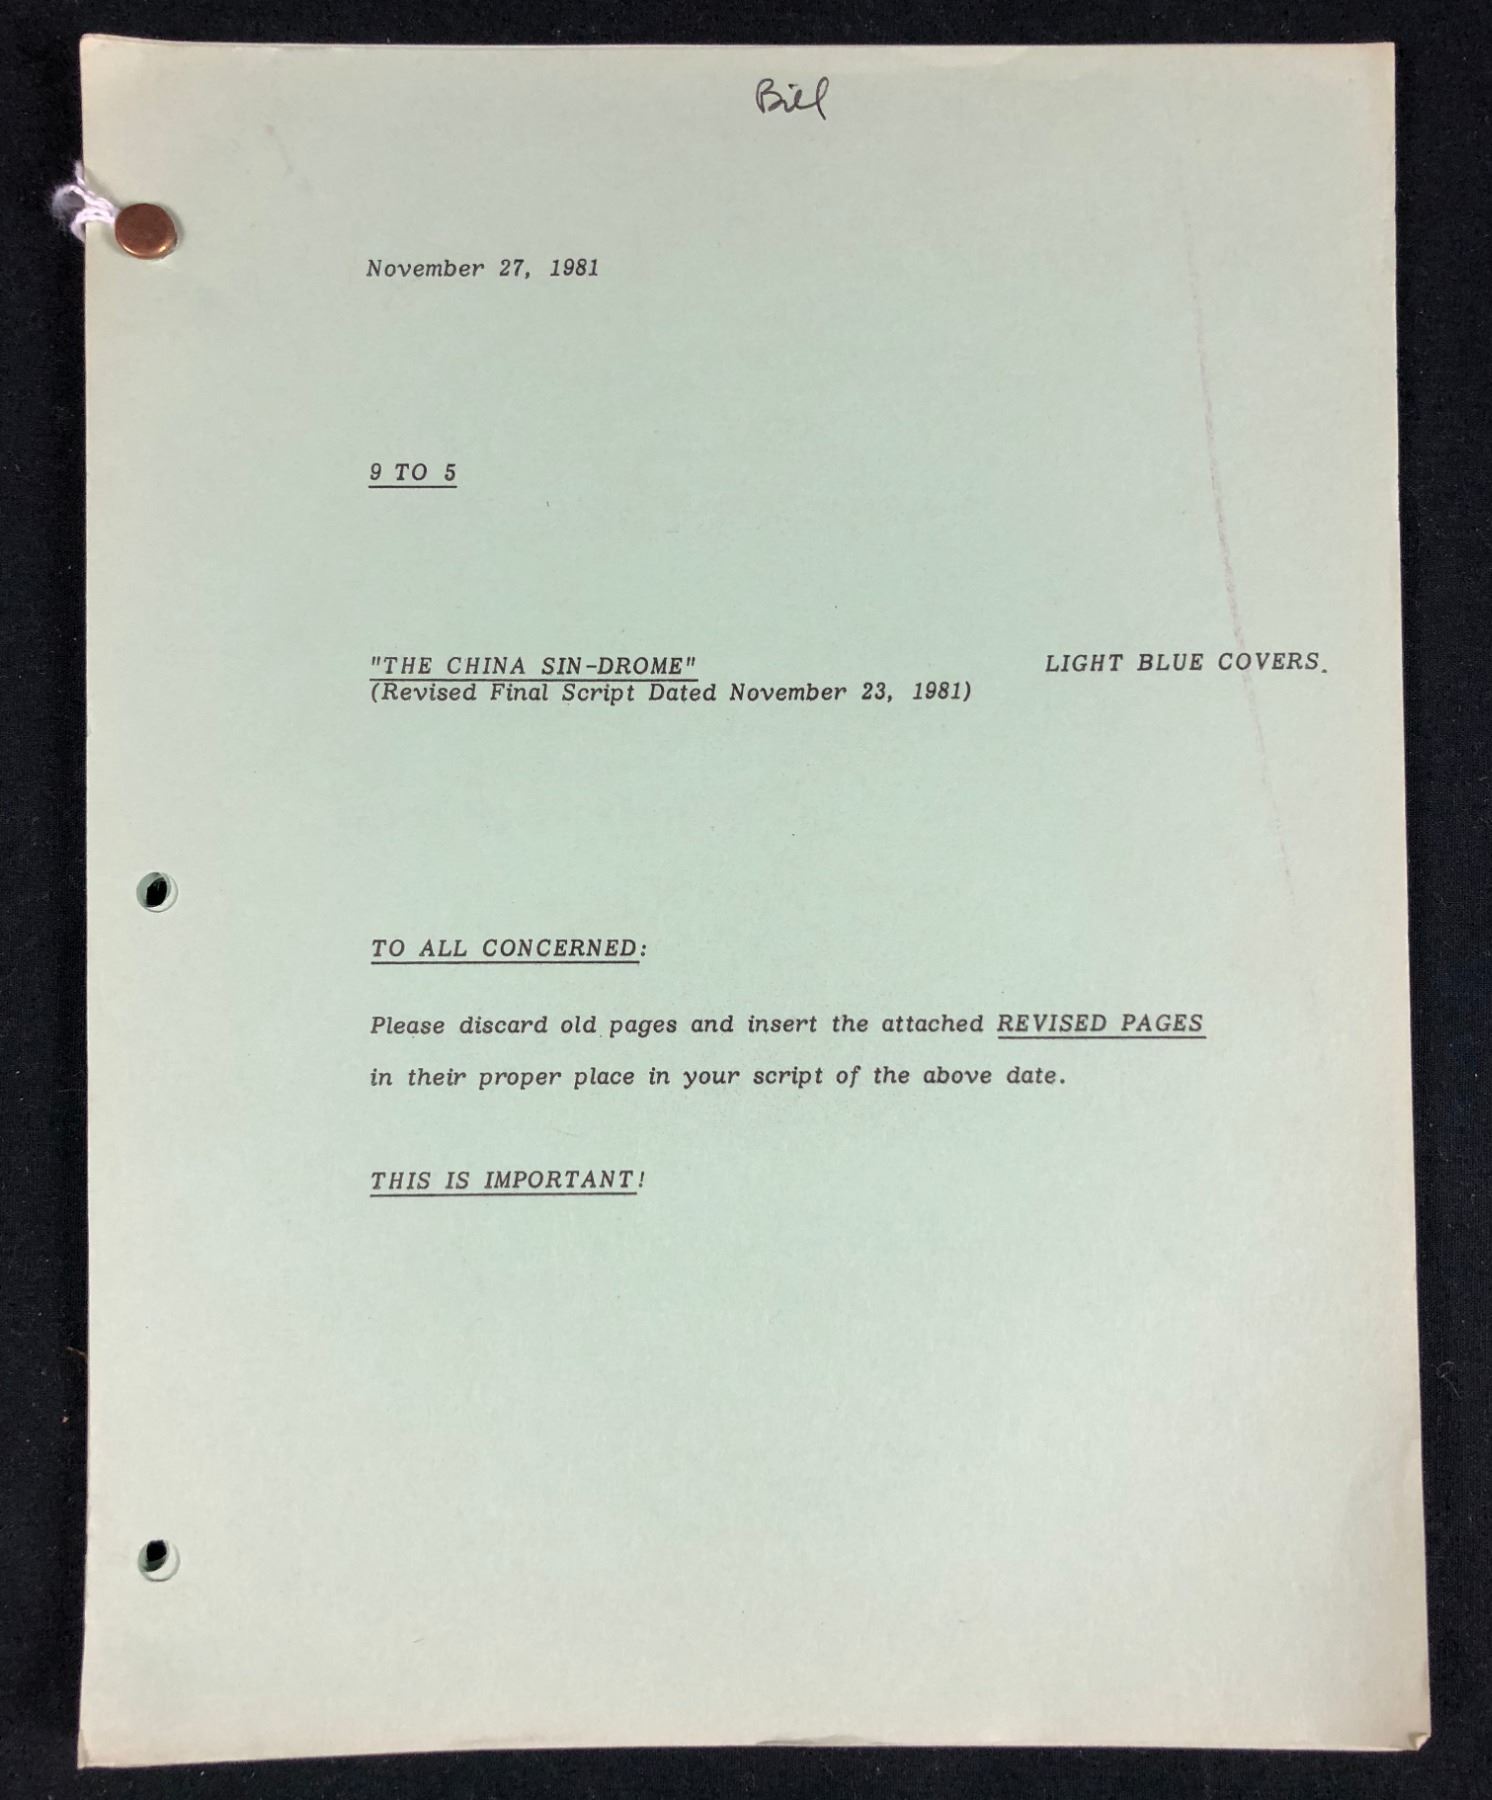 Bill
November 27, 1981
9 TO 5
"THE CHINA SIN-DROME" LIGHT BLUE COVERS.
(Revised Final Script Dated November 23, 1981)
TO ALL CONCERNED:
Please discard old pages and insert the attached REVISED PAGES
in their proper place in your script of the above date.
THIS IS IMPORTANT!